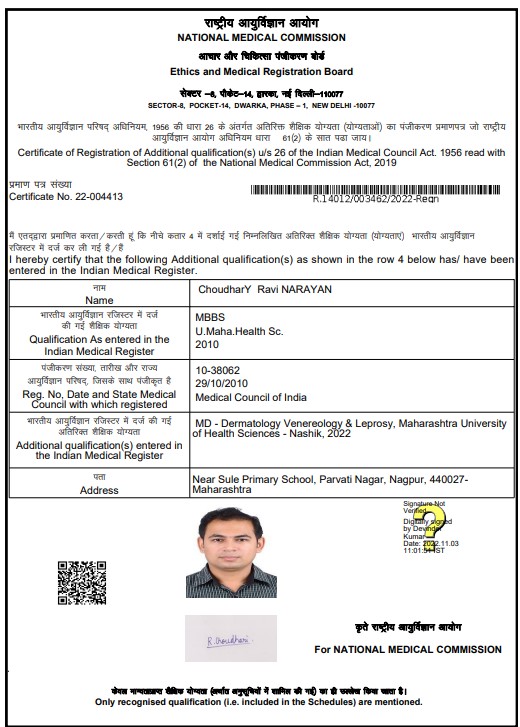 राष्ट्रीय आयुर्विज्ञान आयोग
NATIONAL MEDICAL COMMISSION
आचार और चिकित्सा पंजीकरण बोर्ड
Ethics and Medical Registration Board
सेक्टर -8, पौकेट-14, द्वारका, नई दिल्ली-110077
SECTOR-8, POCKET-14, DWARKA, PHASE – 1, NEW DELHI -10077
भारतीय आयुर्विज्ञान परिषद् अधिनियम, 1956 की धारा 26 के अंतर्गत अतिरिक्त शैक्षिक योग्यता (योग्यताओं) का पंजीकरण प्रमाणपत्र जो राष्ट्रीय
आयुर्विज्ञान आयोग अधिनियम धारा 61(2) के सात पढा जाय।
Certificate of Registration of Additional qualification(s) u/s 26 of the Indian Medical Council Act. 1956 read with
Section 61(2) of the National Medical Commission Act, 2019
प्रमाण पत्र संख्या
Certificate No. 22-004413
R.14012/003462/2022-Regn
मैं एतद्द्वारा प्रमाणित करता/करती हूं कि नीचे कतार 4 में दर्शाई गई निम्नलिखित अतिरिक्त शैक्षिक योग्यता (योग्यताएं) भारतीय आयुर्विज्ञान
रजिस्टर में दर्ज कर ली गई है/हैं
I hereby certify that the following Additional qualification(s) as shown in the row 4 below has/ have been
entered in the Indian Medical Register.
नाम
Name
ChoudharY Ravi NARAYAN
भारतीय आयुर्विज्ञान रजिस्टर में दर्ज
की गई शैक्षिक योग्यता
Qualification As entered in the
Indian Medical Register
MBBS
U.Maha.Health Sc.
2010
पंजीकरण संख्या, तारीख और राज्य
आयुर्विज्ञान परिषद्, जिसके साथ पंजीकृत है
Reg. No, Date and State Medical
Council with which registered
10-38062
29/10/2010
Medical Council of India
भारतीय आयुर्विज्ञान रजिस्टर में दर्ज की गई
अतिरिक्त शैक्षिक योग्यता
Additional qualification(s) entered in
the Indian Medical Register
MD - Dermatology Venereology & Leprosy, Maharashtra University
of Health Sciences - Nashik, 2022
पता
Address
Near Sule Primary School, Parvati Nagar, Nagpur, 440027-
Maharashtra
Signature Not
Verified
Digitally signed
by Devinder
Kumar
Date: 2022.11.03
11:01:51 IST
R.Choudhari
कृते राष्ट्रीय आयुर्विज्ञान आयोग
For NATIONAL MEDICAL COMMISSION
केवल मान्यताप्राप्त शैक्षिक योग्यता (अर्थात अनुसूचियों में शामिल की गई) का ही उल्लेख किया जाता है।
Only recognised qualification (i.e. included in the Schedules) are mentioned.